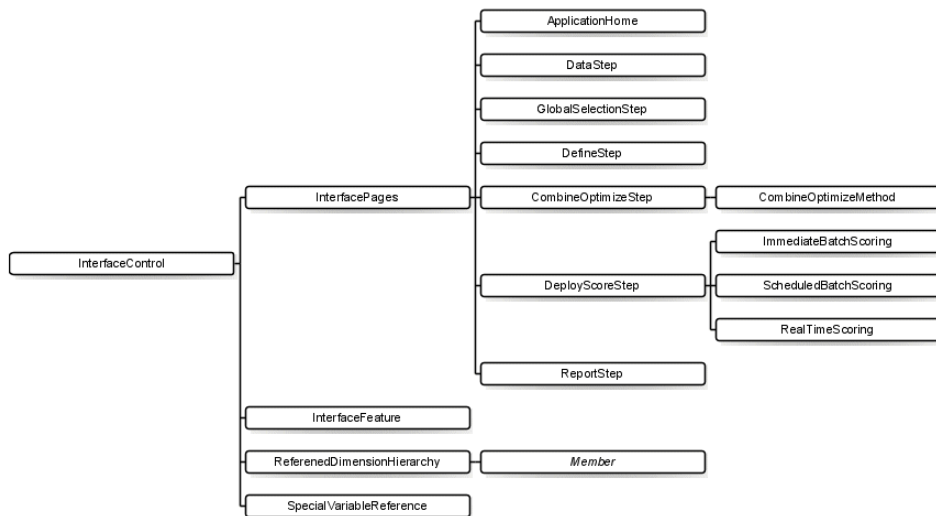 ApplicationHome
DataStep
GlobalSelectionStep
DefineStep
InterfacePages
CombineOptimizeStep
CombineOptimizeMethod
ImmediateBatchScoring
InterfaceControl
DeployScoreStep
ScheduledBatchScoring
RealTimeScoring
ReportStep
InterfaceFeature
ReferenedDimensionHierarchy
Member
SpecialVariableReference